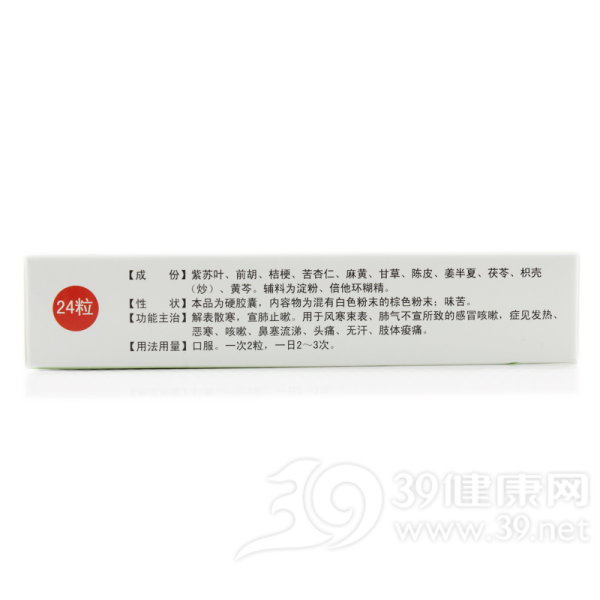 24粒
【成　份】紫苏叶、前胡、桔梗、苦杏仁、麻黄、甘草、陈皮、姜半夏、茯苓、枳壳
（炒）、黄芩。辅料为淀粉、倍他环糊精。
【性　状】本品为硬胶囊，内容物为混有白色粉末的棕色粉末；味苦。
【功能主治】解表散寒，宣肺止嗽。用于风寒束表、肺气不宣所致的感冒咳嗽，症见发热、
恶寒、咳嗽、鼻塞流涕、头痛、无汗、肢体痠痛。
【用法用量】口服。一次2粒，一日2～3次。
39健康网
www.39.net